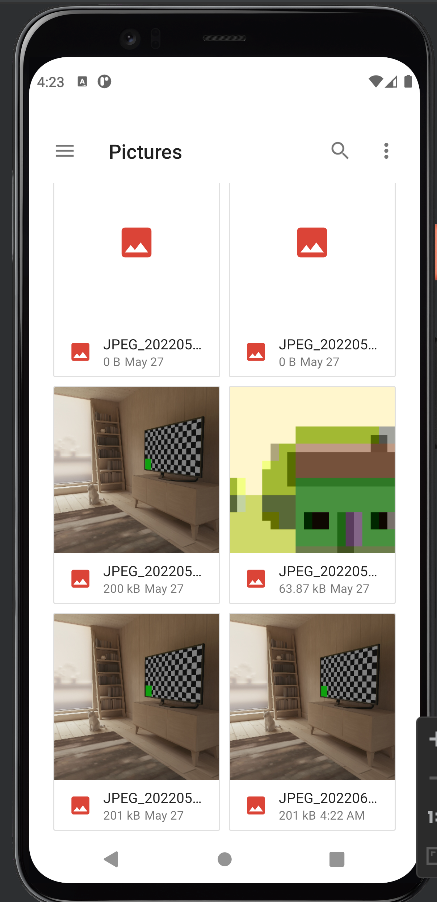 4:23
Pictures
JPEG_202205...
0 B May 27
JPEG_202205...
0 B May 27
JPEG_202205...
200 kB May 27
JPEG_202205...
63.87 kB May 27
JPEG_202205...
201 kB May 27
JPEG_202206...
201 kB 4:22 AM